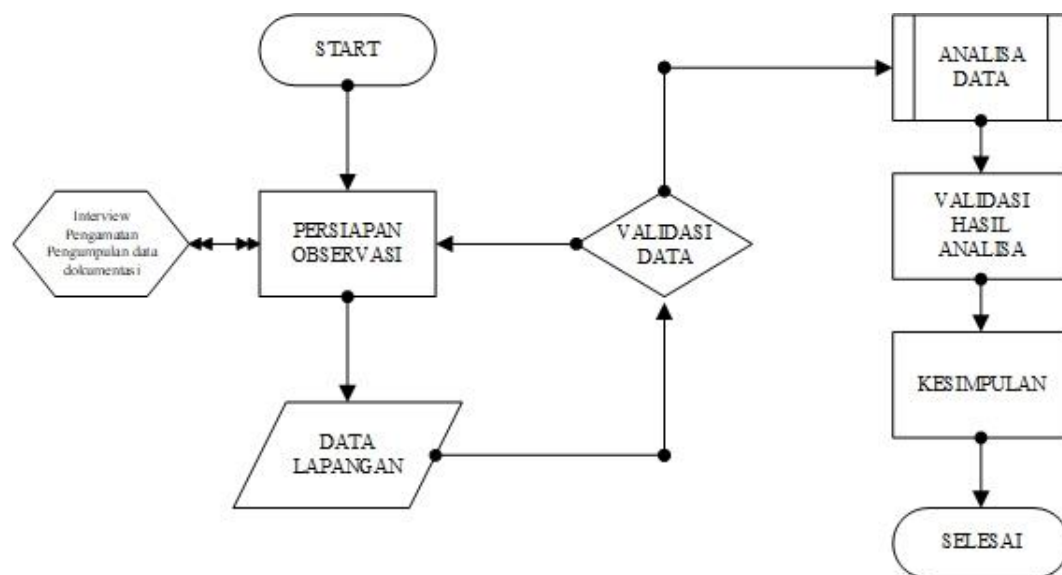 START
Interview
Pengamatan
Pengumpulan data
dokumentasi
PERSIAPAN
OBSERVASI
DATA
LAPANGAN
VALIDASI
DATA
ANALISA
DATA
VALIDASI
HASIL
ANALISA
KESIMPULAN
SELESAI